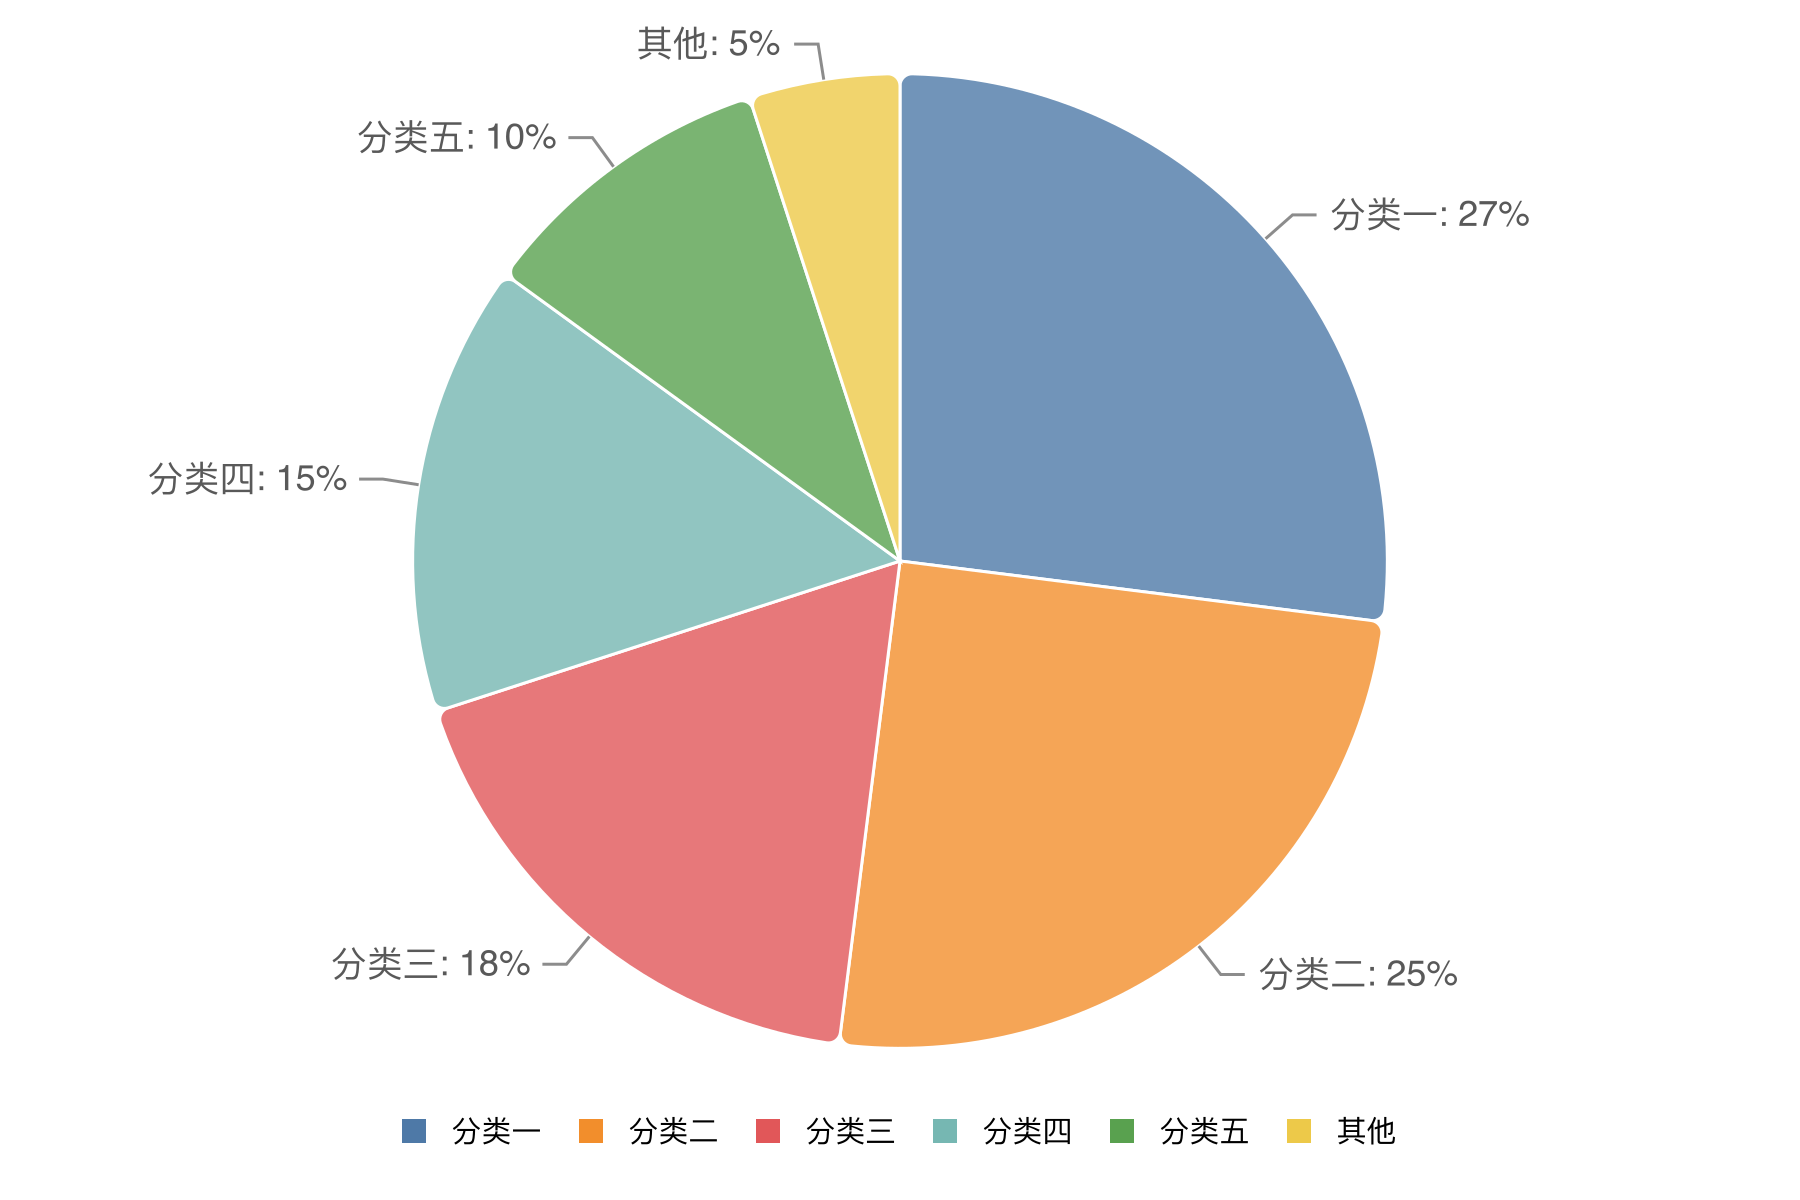 其他: 5%
分类五: 10%
分类一: 27%
分类四: 15%
分类三: 18%
分类二: 25%
分类一 分类二 分类三 分类四 分类五 其他